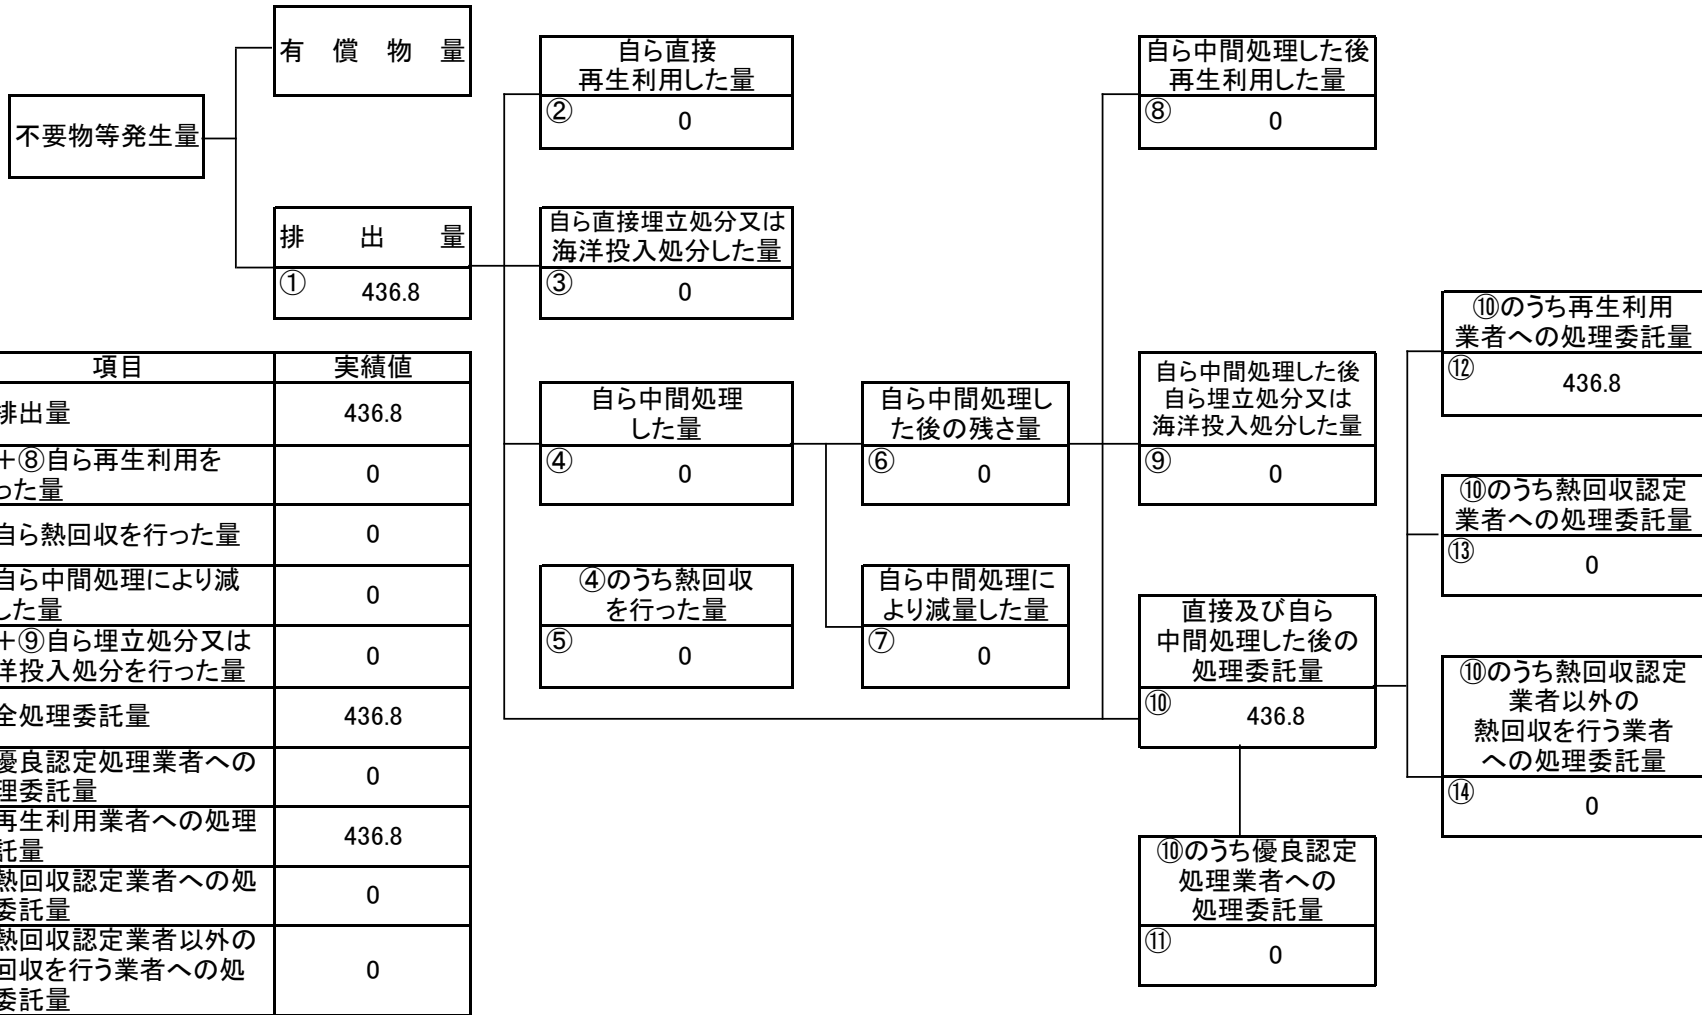 有償物量
不要物等発生量
排出量
① 436.8
自ら直接
再生利用した量
② 0
自ら直接埋立処分又は
海洋投入処分した量
③ 0
自ら中間処理
した量
④ 0
④のうち熱回収
を行った量
⑤ 0
自ら中間処理し
た後の残さ量
⑥ 0
自ら中間処理に
より減量した量
⑦ 0
自ら中間処理した後
再生利用した量
⑧ 0
自ら中間処理した後
自ら埋立処分又は
海洋投入処分した量
⑨ 0
直接及び自ら
中間処理した後の
処理委託量
⑩ 436.8
⑩のうち優良認定
処理業者への
処理委託量
⑪ 0
⑩のうち再生利用
業者への処理委託量
⑫ 436.8
⑩のうち熱回収認定
業者への処理委託量
⑬ 0
⑩のうち熱回収認定
業者以外の
熱回収を行う業者
への処理委託量
⑭ 0
項目 実績値
排出量 436.8
+⑧自ら再生利用を
った量 0
自ら熱回収を行った量 0
自ら中間処理により減
した量 0
+⑨自ら埋立処分又は
洋投入処分を行った量 0
全処理委託量 436.8
優良認定処理業者への
理委託量 0
再生利用業者への処理
託量 436.8
熱回収認定業者への処
委託量 0
熱回収認定業者以外の
回収を行う業者への処
委託量 0